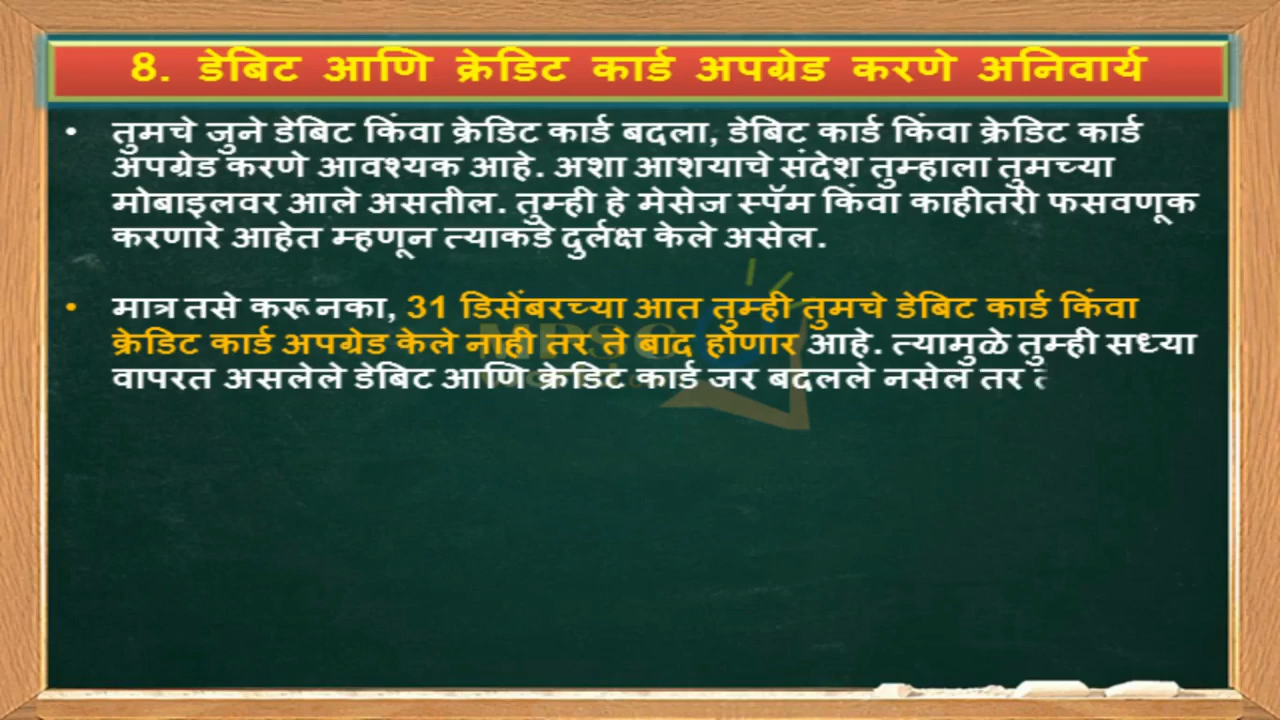 8. डेबिट आणि क्रेडिट कार्ड अपग्रेड करणे अनिवार्य
• तुमचे जुने डेबिट किंवा क्रेडिट कार्ड बदला, डेबिट कार्ड किंवा क्रेडिट कार्ड
अपग्रेड करणे आवश्यक आहे. अशा आशयाचे संदेश तुम्हाला तुमच्या
मोबाइलवर आले असतील. तुम्ही हे मेसेज स्पॅम किंवा काहीतरी फसवणूक
करणारे आहेत म्हणून त्याकडे दुर्लक्ष केले असेल.
• मात्र तसे करू नका, 31 डिसेंबरच्या आत तुम्ही तुमचे डेबिट कार्ड किंवा
क्रेडिट कार्ड अपग्रेड केले नाही तर ते बाद होणार आहे. त्यामुळे तुम्ही सध्या
वापरत असलेले डेबिट आणि क्रेडिट कार्ड जर बदलले नसेल तर
MPSC